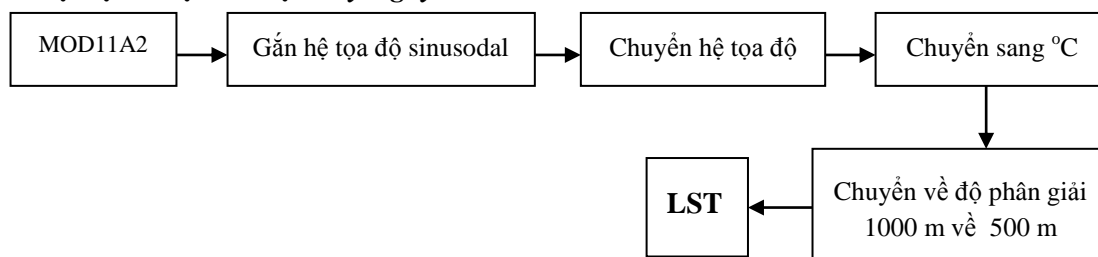 MOD11A2
Gắn hệ tọa độ sinusodal
Chuyển hệ tọa độ
Chuyển sang °C
Chuyển về độ phân giải
1000 m về 500 m
LST